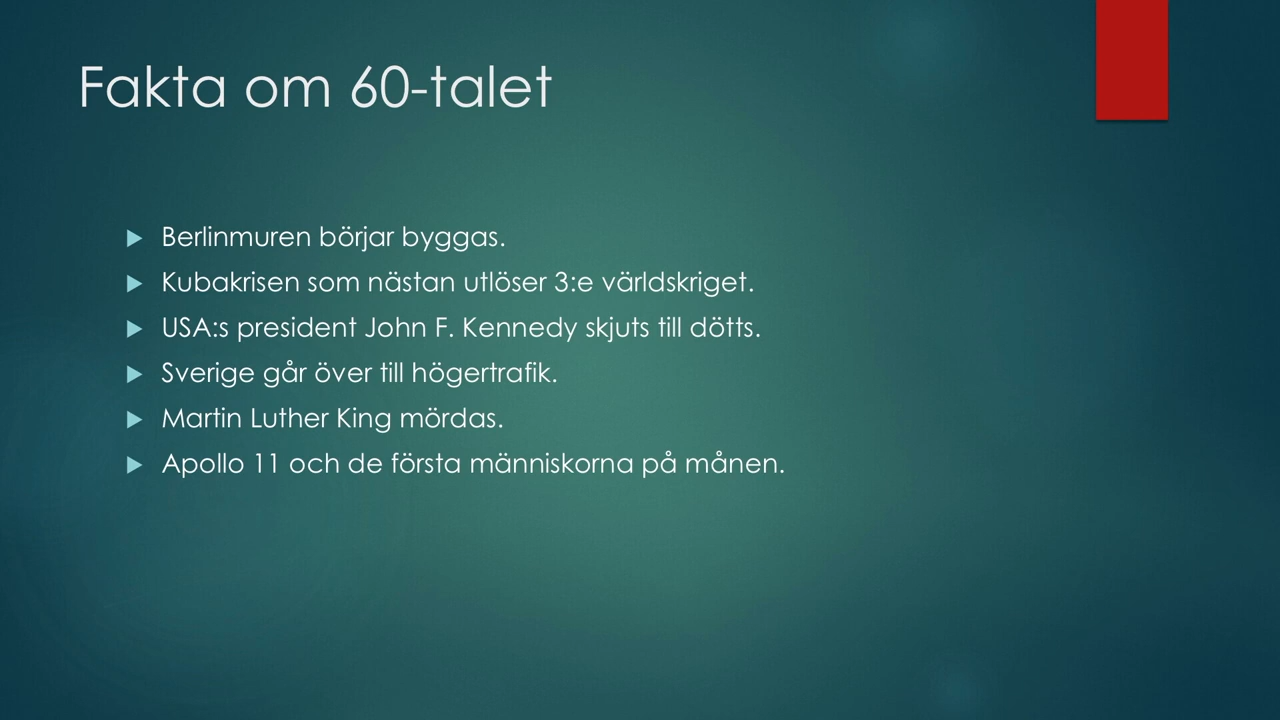 Fakta om 60-talet
Berlinmuren börjar byggas.
Kubakrisen som nästan utlöser 3:e världskriget.
USA:s president John F. Kennedy skjuts till dötts.
Sverige går över till högertrafik.
Martin Luther King mördas.
Apollo 11 och de första människorna på månen.